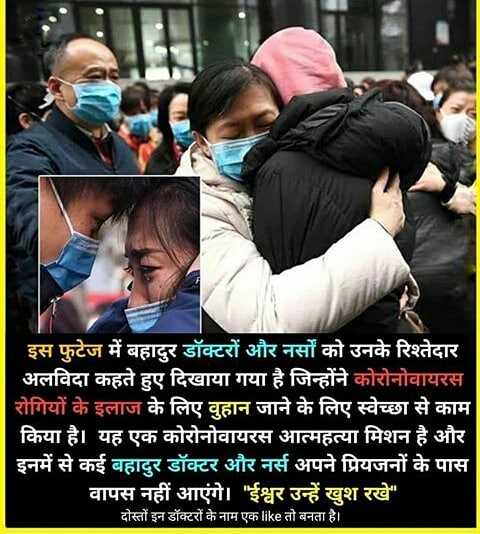 इस फुटेज में बहादुर डॉक्टरों और नर्सों को उनके रिश्तेदार
अलविदा कहते हुए दिखाया गया है जिन्होंने कोरोनोवायरस
रोगियों के इलाज के लिए वुहान जाने के लिए स्वेच्छा से काम
किया है। यह एक कोरोनोवायरस आत्महत्या मिशन है और
इनमें से कई बहादुर डॉक्टर और नर्स अपने प्रियजनों के पास
वापस नहीं आएंगे। "ईश्वर उन्हें खुश रखे"
दोस्तों इन डॉक्टरों के नाम एक like तो बनता है।